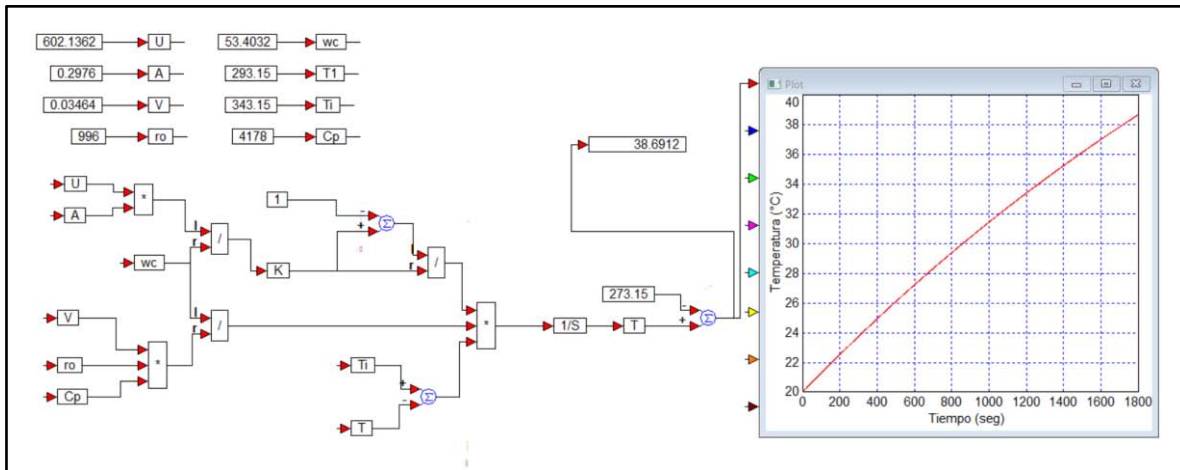 602.1362 U
53.4032 wc
0.2976 A
293.15 T1
0.03464 V
343.15 Ti
996 ro
4178 Cp
U
A
*
l
r
/
wc
K
1
-
+
Σ
l
r
/
V
ro
Cp
*
l
r
/
Ti
T
+
-
Σ
*
1/S
T
273.15
-
+
Σ
38.6912
Plot
Temperatura (°C)
40
38
36
34
32
30
28
26
24
22
20
0 200 400 600 800 1000 1200 1400 1600 1800
Tiempo (seg)